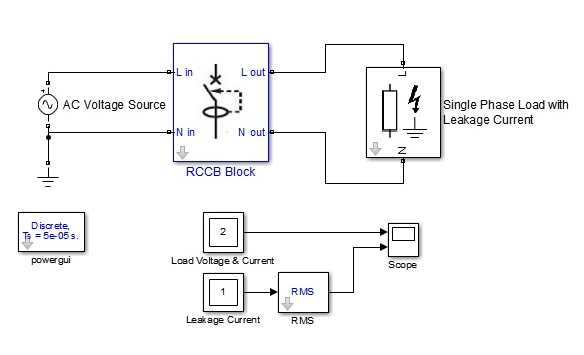 L in
L out
AC Voltage Source
N in
N out
RCCB Block
L
N
Single Phase Load with
Leakage Current
Discrete,
Ts = 5e-05 s.
powergui
2
Load Voltage & Current
Scope
1
Leakage Current
RMS
RMS